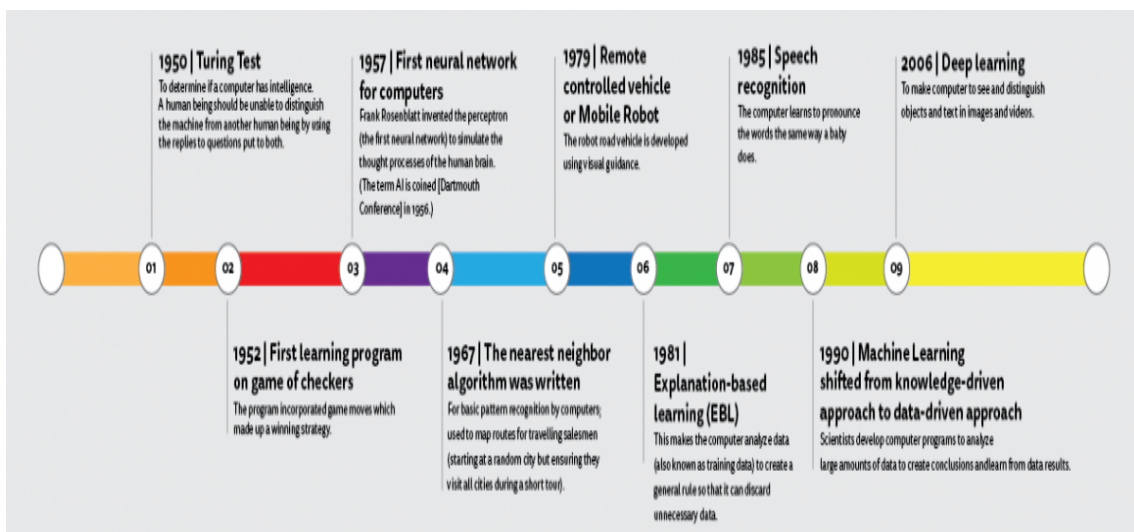 1950 | Turing Test
To determine if a computer has intelligence.
A human being should be unable to distinguish
the machine from another human being by using
the replies to questions put to both.
1957 | First neural network
for computers
Frank Rosenblatt invented the perceptron
(the first neural network) to simulate the
thought processes of the human brain.
(The term AI is coined [Dartmouth
Conference] in 1956.)
1979 | Remote
controlled vehicle
or Mobile Robot
The robot road vehicle is developed
using visual guidance.
1985 | Speech
recognition
The computer learns to pronounce
the words the same way a baby
does.
2006 | Deep learning
To make computer to see and distinguish
objects and text in images and videos.
01 02 03 04 05 06 07 08 09
1952 | First learning program
on game of checkers
The program incorporated game moves which
made up a winning strategy.
1967 | The nearest neighbor
algorithm was written
For basic pattern recognition by computers;
used to map routes for travelling salesmen
(starting at a random city but ensuring they
visit all cities during a short tour).
1981 |
Explanation-based
learning (EBL)
This makes the computer analyze data
(also known as training data) to create a
general rule so that it can discard
unnecessary data.
1990 | Machine Learning
shifted from knowledge-driven
approach to data-driven approach
Scientists develop computer programs to analyze
large amounts of data to create conclusions andlearn from data results.